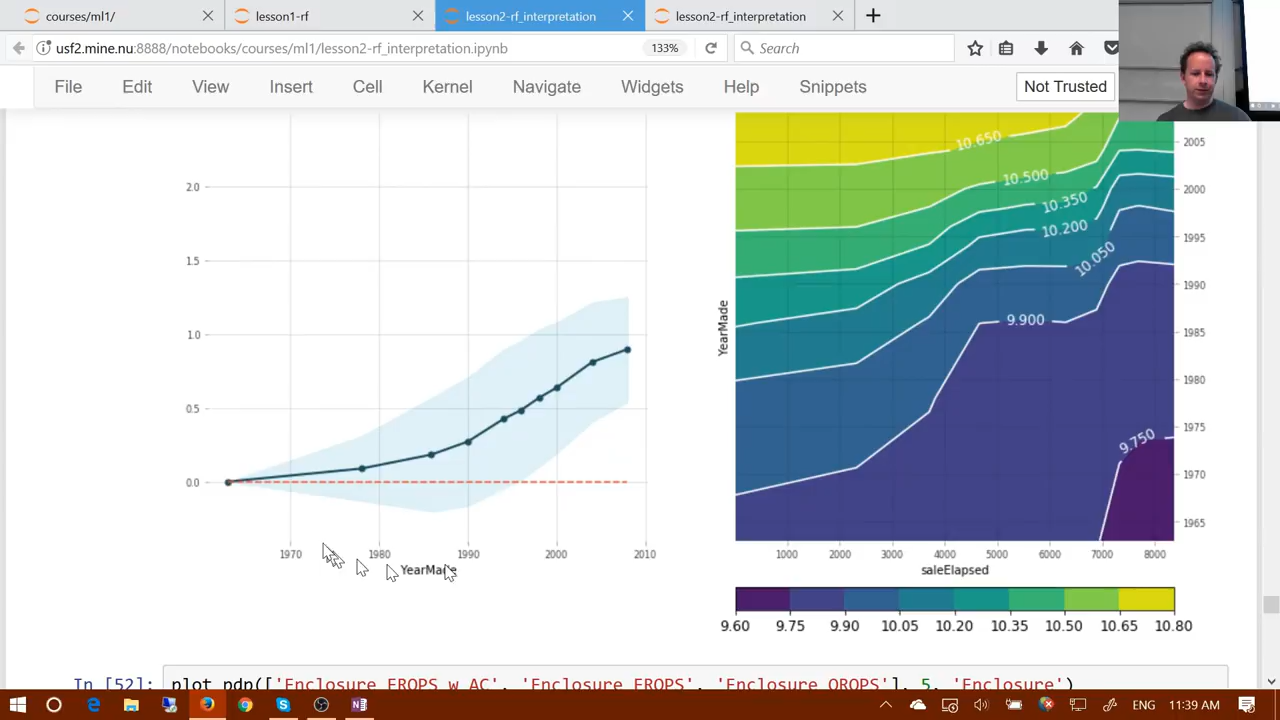 courses/ml1/
lesson1-rf
lesson2-rf_interpretation
lesson2-rf_interpretation
usf2.mine.nu:8888/notebooks/courses/ml1/lesson2-rf_interpretation.ipynb
133%
Search
File Edit View Insert Cell Kernel Navigate Widgets Help Snippets
Not Trusted
2.0
1.5
1.0
0.5
0.0
1970 1980 1990 2000 2010
YearMade
YearMade
10.650
10.500
10.350
10.200
10.050
9.900
9.750
2005
2000
1995
1990
1985
1980
1975
1970
1965
1000 2000 3000 4000 5000 6000 7000 8000
saleElapsed
9.60 9.75 9.90 10.05 10.20 10.35 10.50 10.65 10.80
In [52]: plot_pdp(['Enclosure_EROPS w AC', 'Enclosure_EROPS', 'Enclosure_OROPS'], 5, 'Enclosure')
11:39 AM